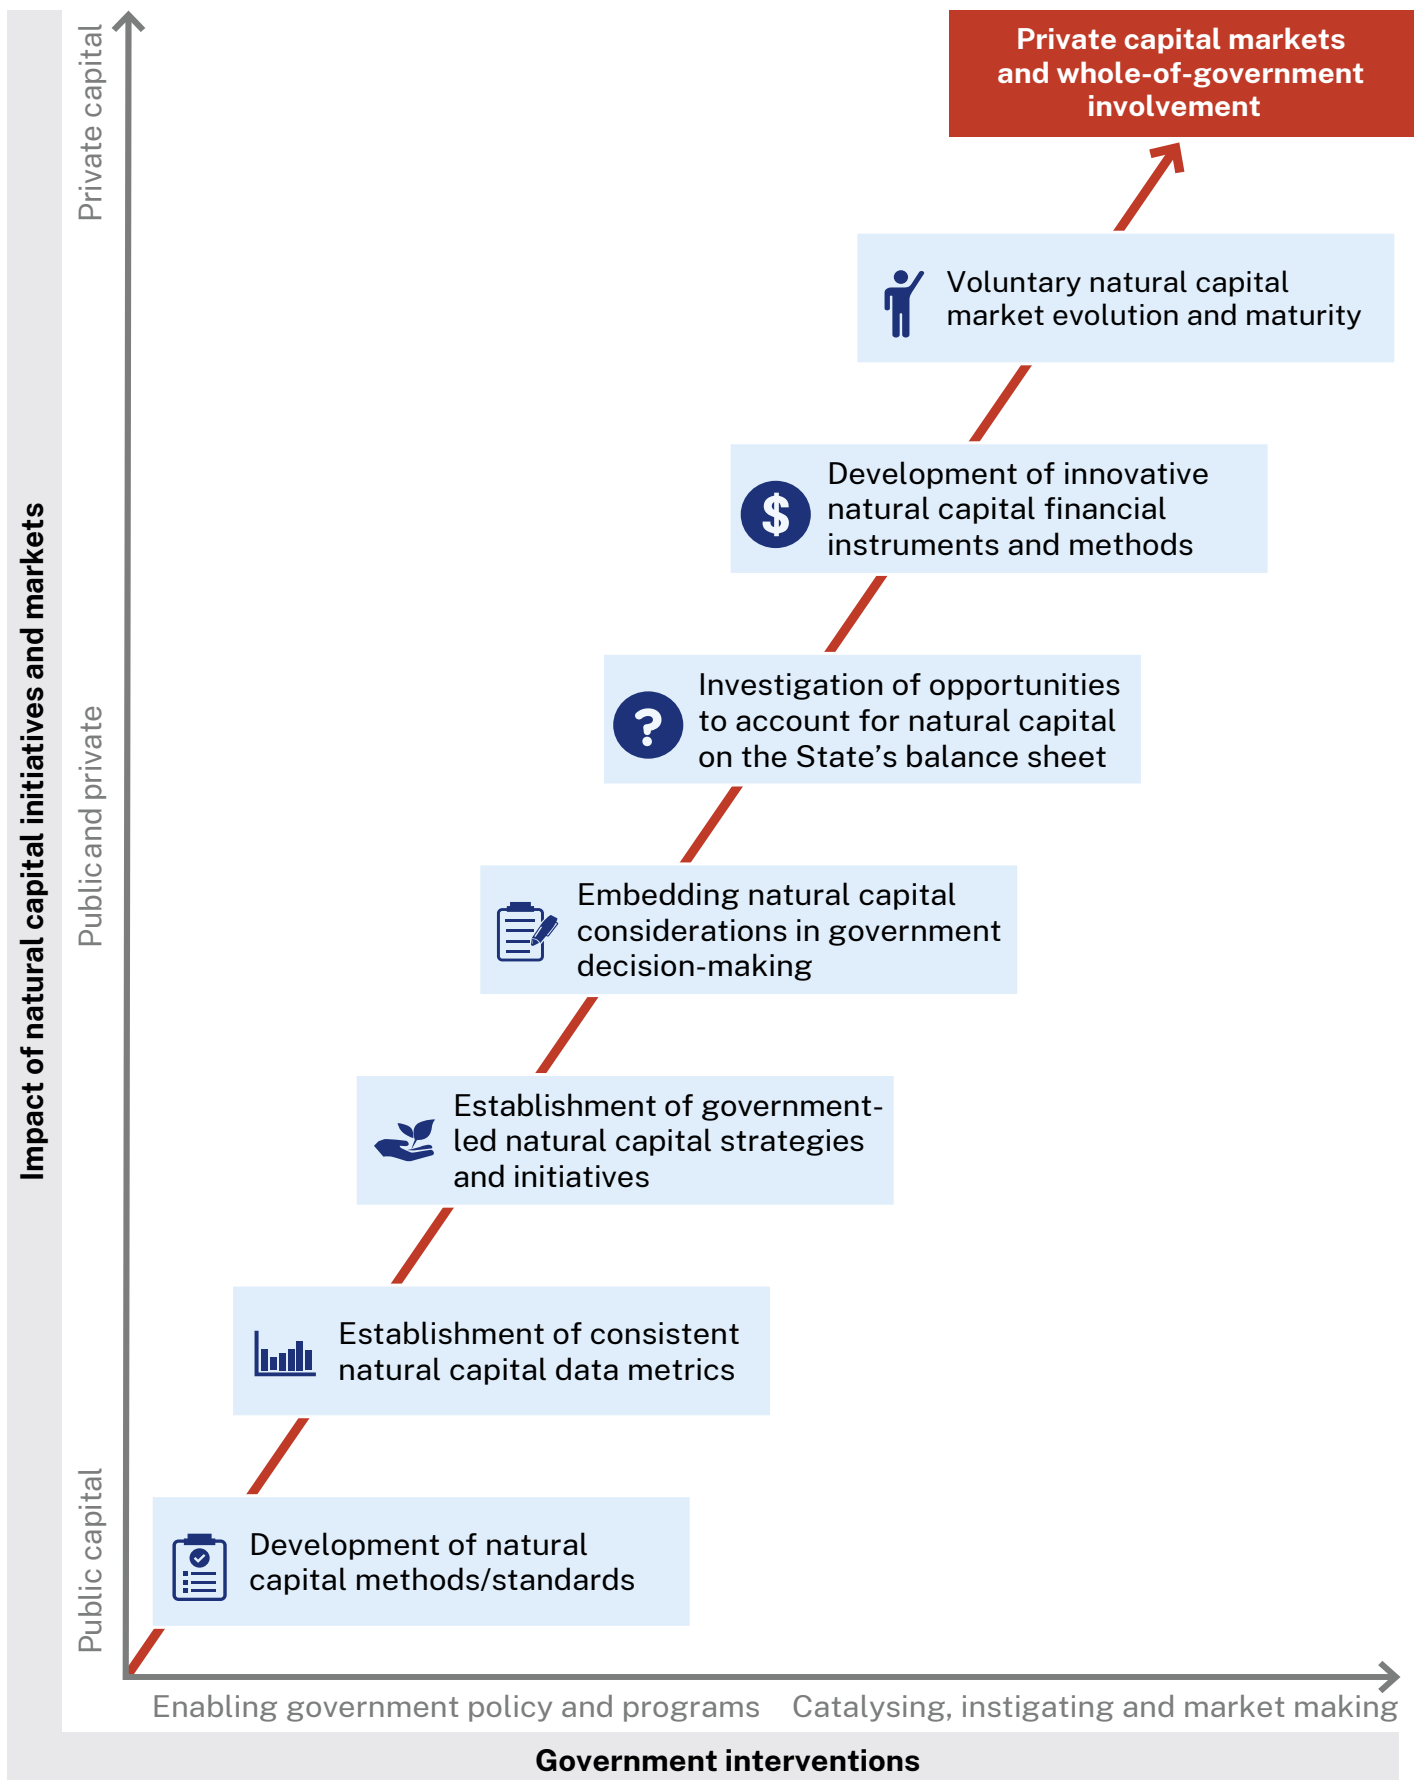 Private capital markets
and whole-of-government
involvement
Voluntary natural capital
market evolution and maturity
$
Development of innovative
natural capital financial
instruments and methods
?
Investigation of opportunities
to account for natural capital
on the State’s balance sheet
Embedding natural capital
considerations in government
decision-making
Establishment of government-
led natural capital strategies
and initiatives
Establishment of consistent
natural capital data metrics
Development of natural
capital methods/standards
Impact of natural capital initiatives and markets
Private capital
Public and private
Public capital
Enabling government policy and programs
Catalysing, instigating and market making
Government interventions